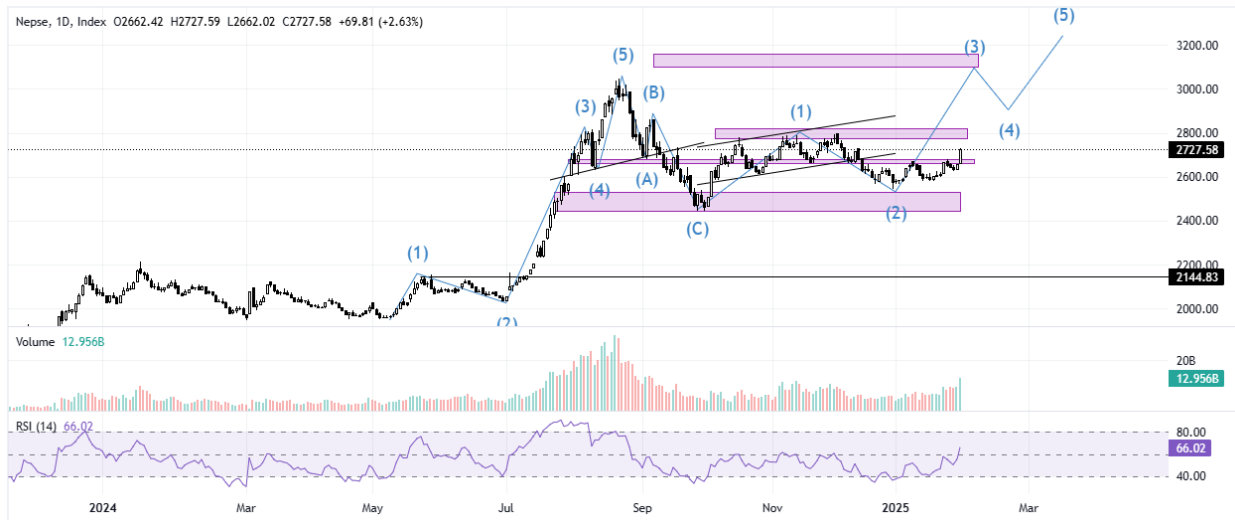 Nepse, 1D, Index O2662.42 H2727.59 L2662.02 C2727.58 +69.81 (+2.63%)
(5)
(3)
(4)
(5)
(3)
(B)
(1)
(4)
(A)
(2)
(C)
(1)
(2)
3200.00
3000.00
2800.00
2727.58
2600.00
2400.00
2200.00
2144.83
2000.00
Volume 12.956B
20B
12.956B
RSI (14) 66.02
80.00
66.02
40.00
2024 Mar May Jul Sep Nov 2025 Mar